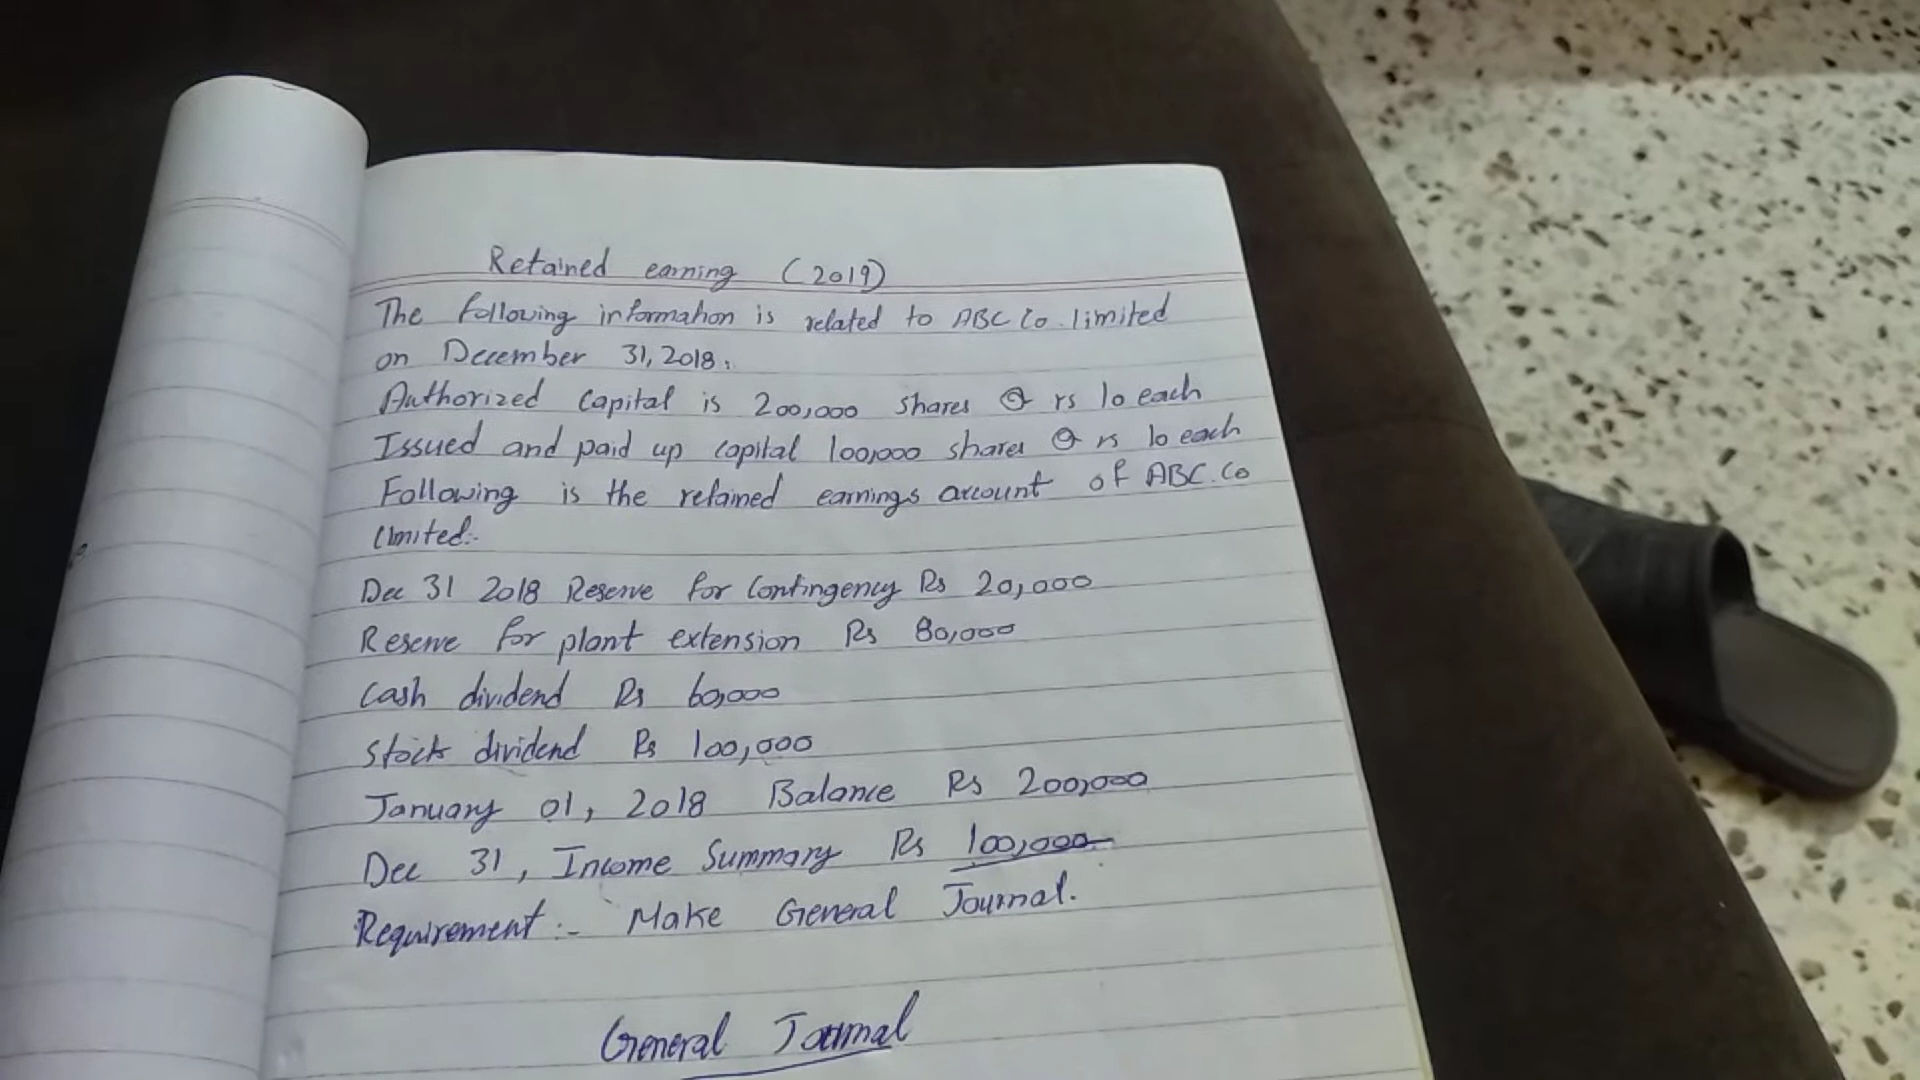 Retained earning (2019)
The following information is related to ABC Co. limited
on December 31, 2018.
Authorized Capital is 200,000 shares @ rs 10 each
Issued and paid up capital 100,000 shares @ rs 10 each
Following is the retained earnings account of ABC. Co
limited:-
Dec 31 2018 Reserve for Contingency Rs 20,000
Reserve for plant extension Rs 80,000
Cash dividend Rs 60,000
Stock dividend Rs 100,000
January 01, 2018 Balance Rs 200,000
Dec 31, Income Summary Rs 100,000
Requirement:- Make General Journal.
General Journal